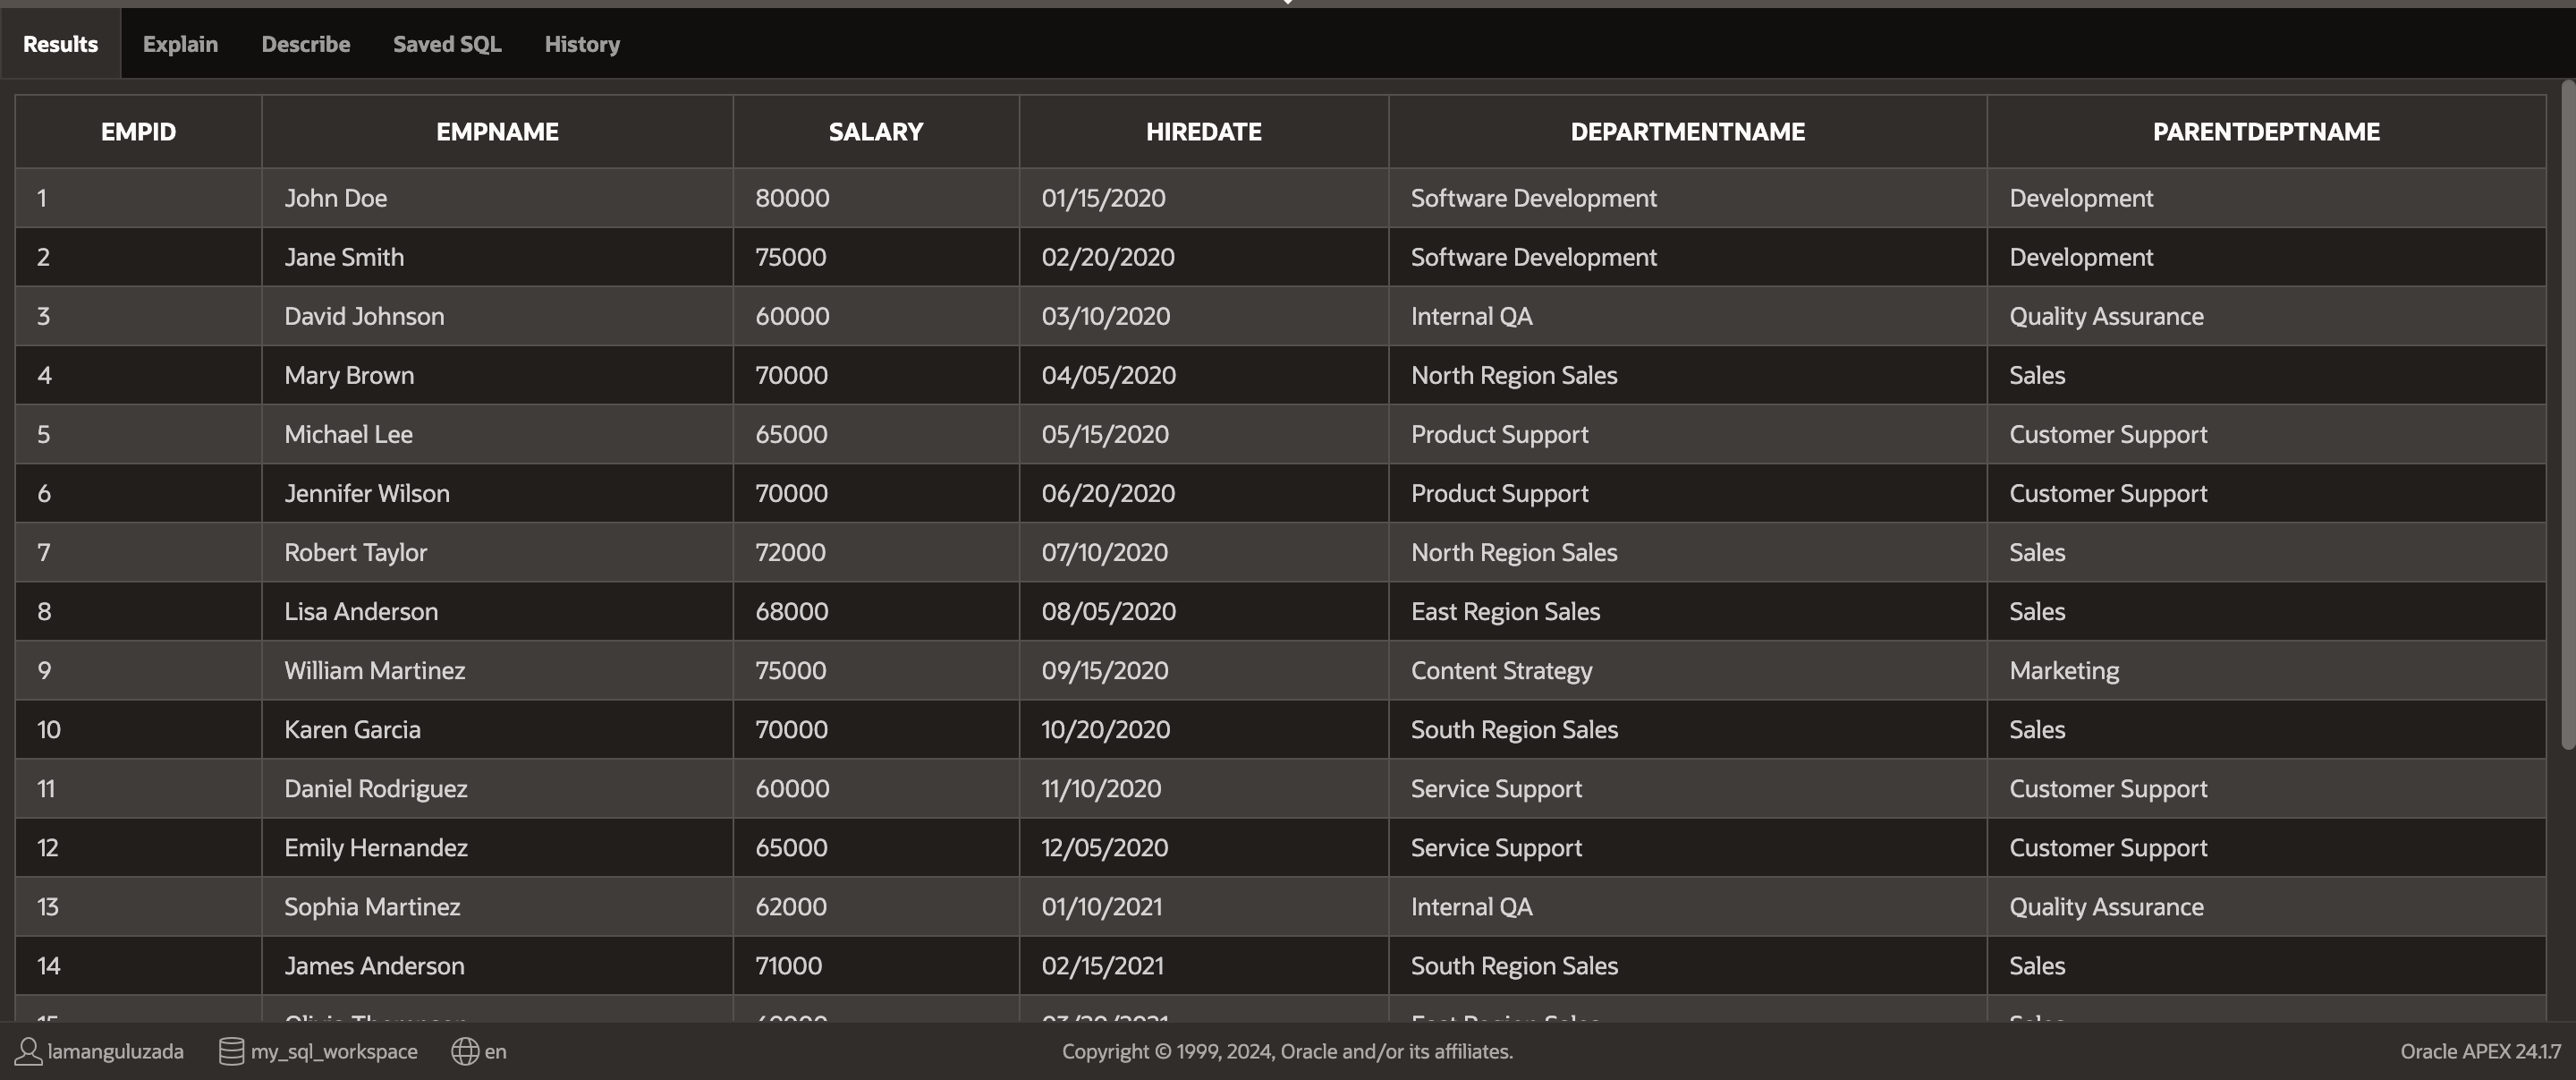 Results Explain Describe Saved SQL History
EMPID EMPNAME SALARY HIREDATE DEPARTMENTNAME PARENTDEPTNAME
1 John Doe 80000 01/15/2020 Software Development Development
2 Jane Smith 75000 02/20/2020 Software Development Development
3 David Johnson 60000 03/10/2020 Internal QA Quality Assurance
4 Mary Brown 70000 04/05/2020 North Region Sales Sales
5 Michael Lee 65000 05/15/2020 Product Support Customer Support
6 Jennifer Wilson 70000 06/20/2020 Product Support Customer Support
7 Robert Taylor 72000 07/10/2020 North Region Sales Sales
8 Lisa Anderson 68000 08/05/2020 East Region Sales Sales
9 William Martinez 75000 09/15/2020 Content Strategy Marketing
10 Karen Garcia 70000 10/20/2020 South Region Sales Sales
11 Daniel Rodriguez 60000 11/10/2020 Service Support Customer Support
12 Emily Hernandez 65000 12/05/2020 Service Support Customer Support
13 Sophia Martinez 62000 01/10/2021 Internal QA Quality Assurance
14 James Anderson 71000 02/15/2021 South Region Sales Sales
East Region Sales Sales
lamanguluzada my_sql_workspace en Copyright © 1999, 2024, Oracle and/or its affiliates. Oracle APEX 24.1.7